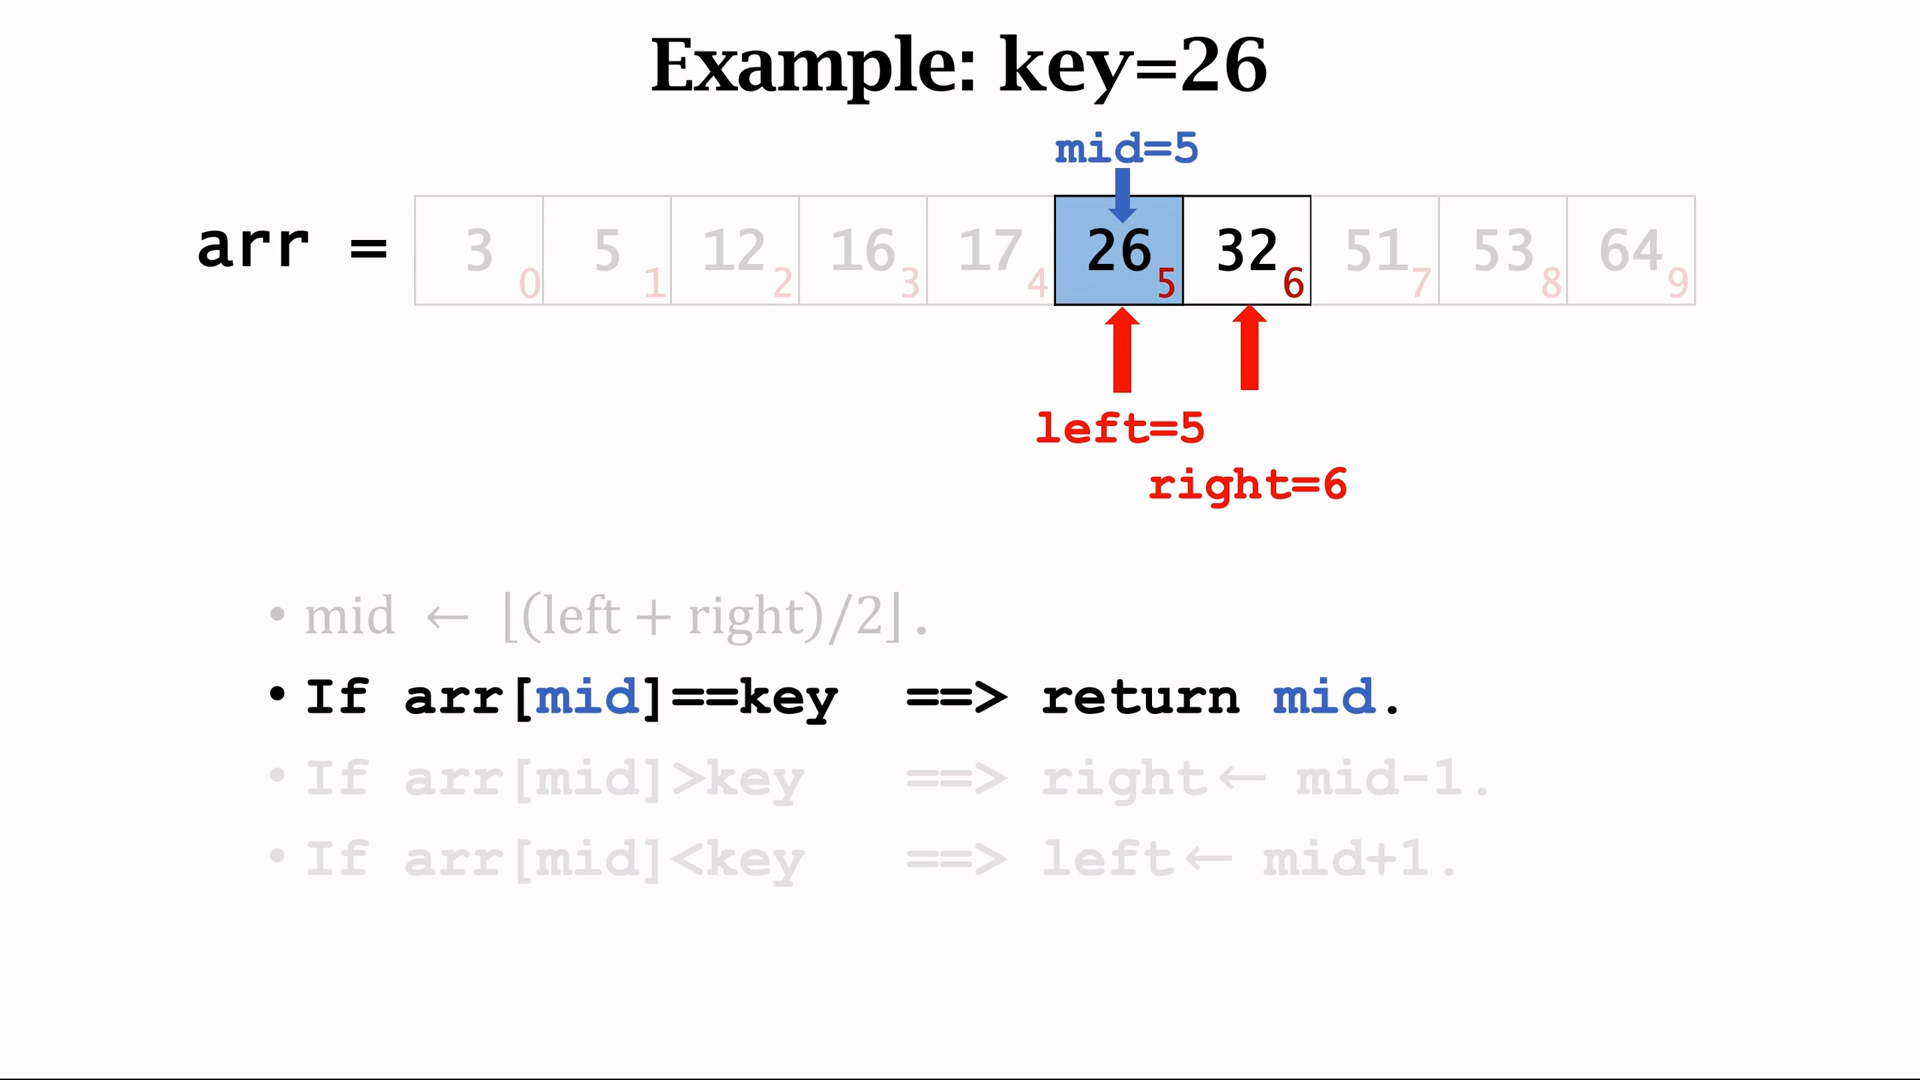 Example: key=26
mid=5
arr = 3 0 5 1 12 2 16 3 17 4 26 5 32 6 51 7 53 8 64 9
left=5
right=6
• mid ← ⌊(left + right)/2⌋.
• If arr[mid]==key ==> return mid.
• If arr[mid]>key ==> right← mid-1.
• If arr[mid]<key ==> left← mid+1.